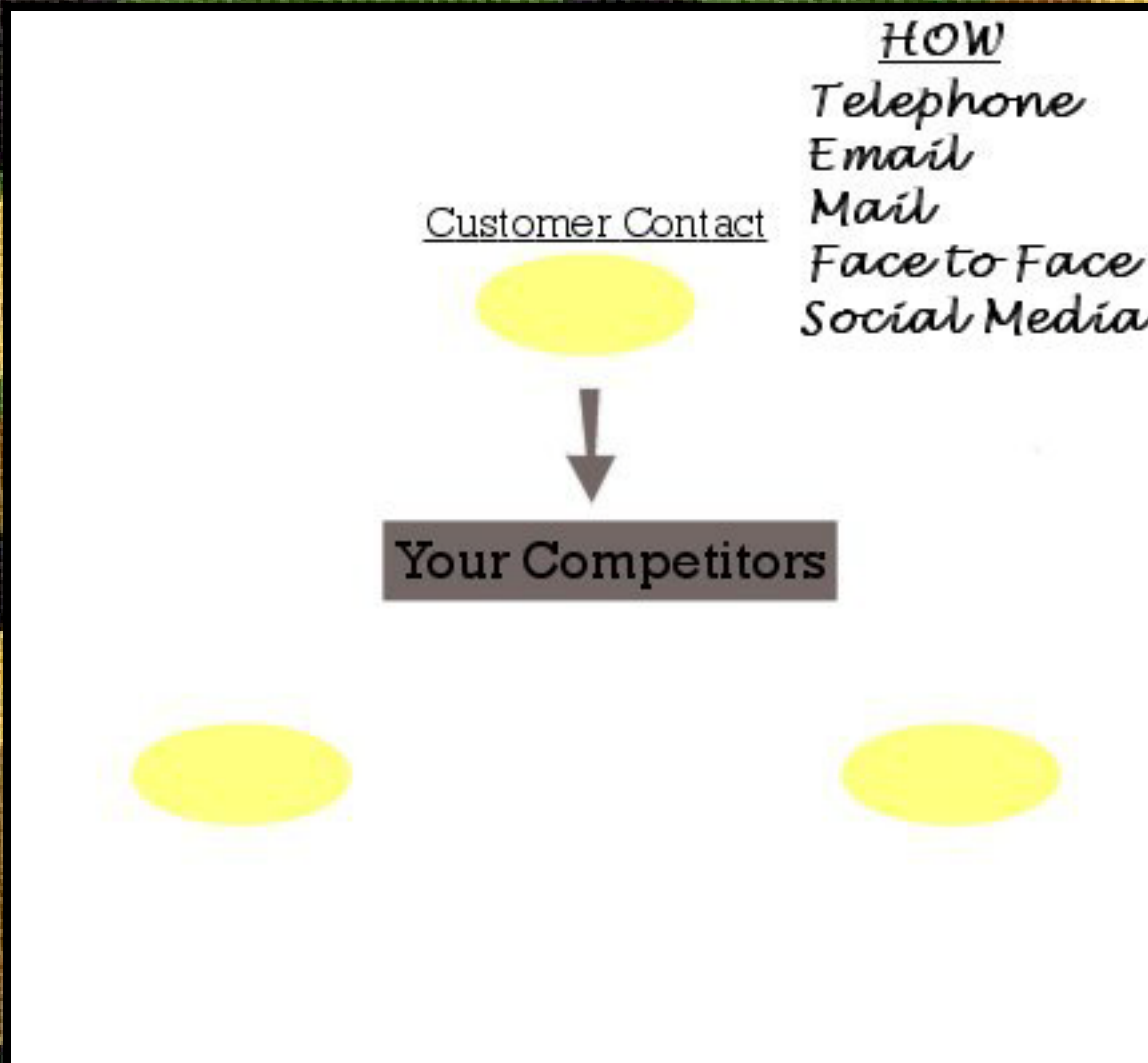 HOW
Telephone
Email
Mail
Face to Face
Social Media
Customer Contact
Your Competitors